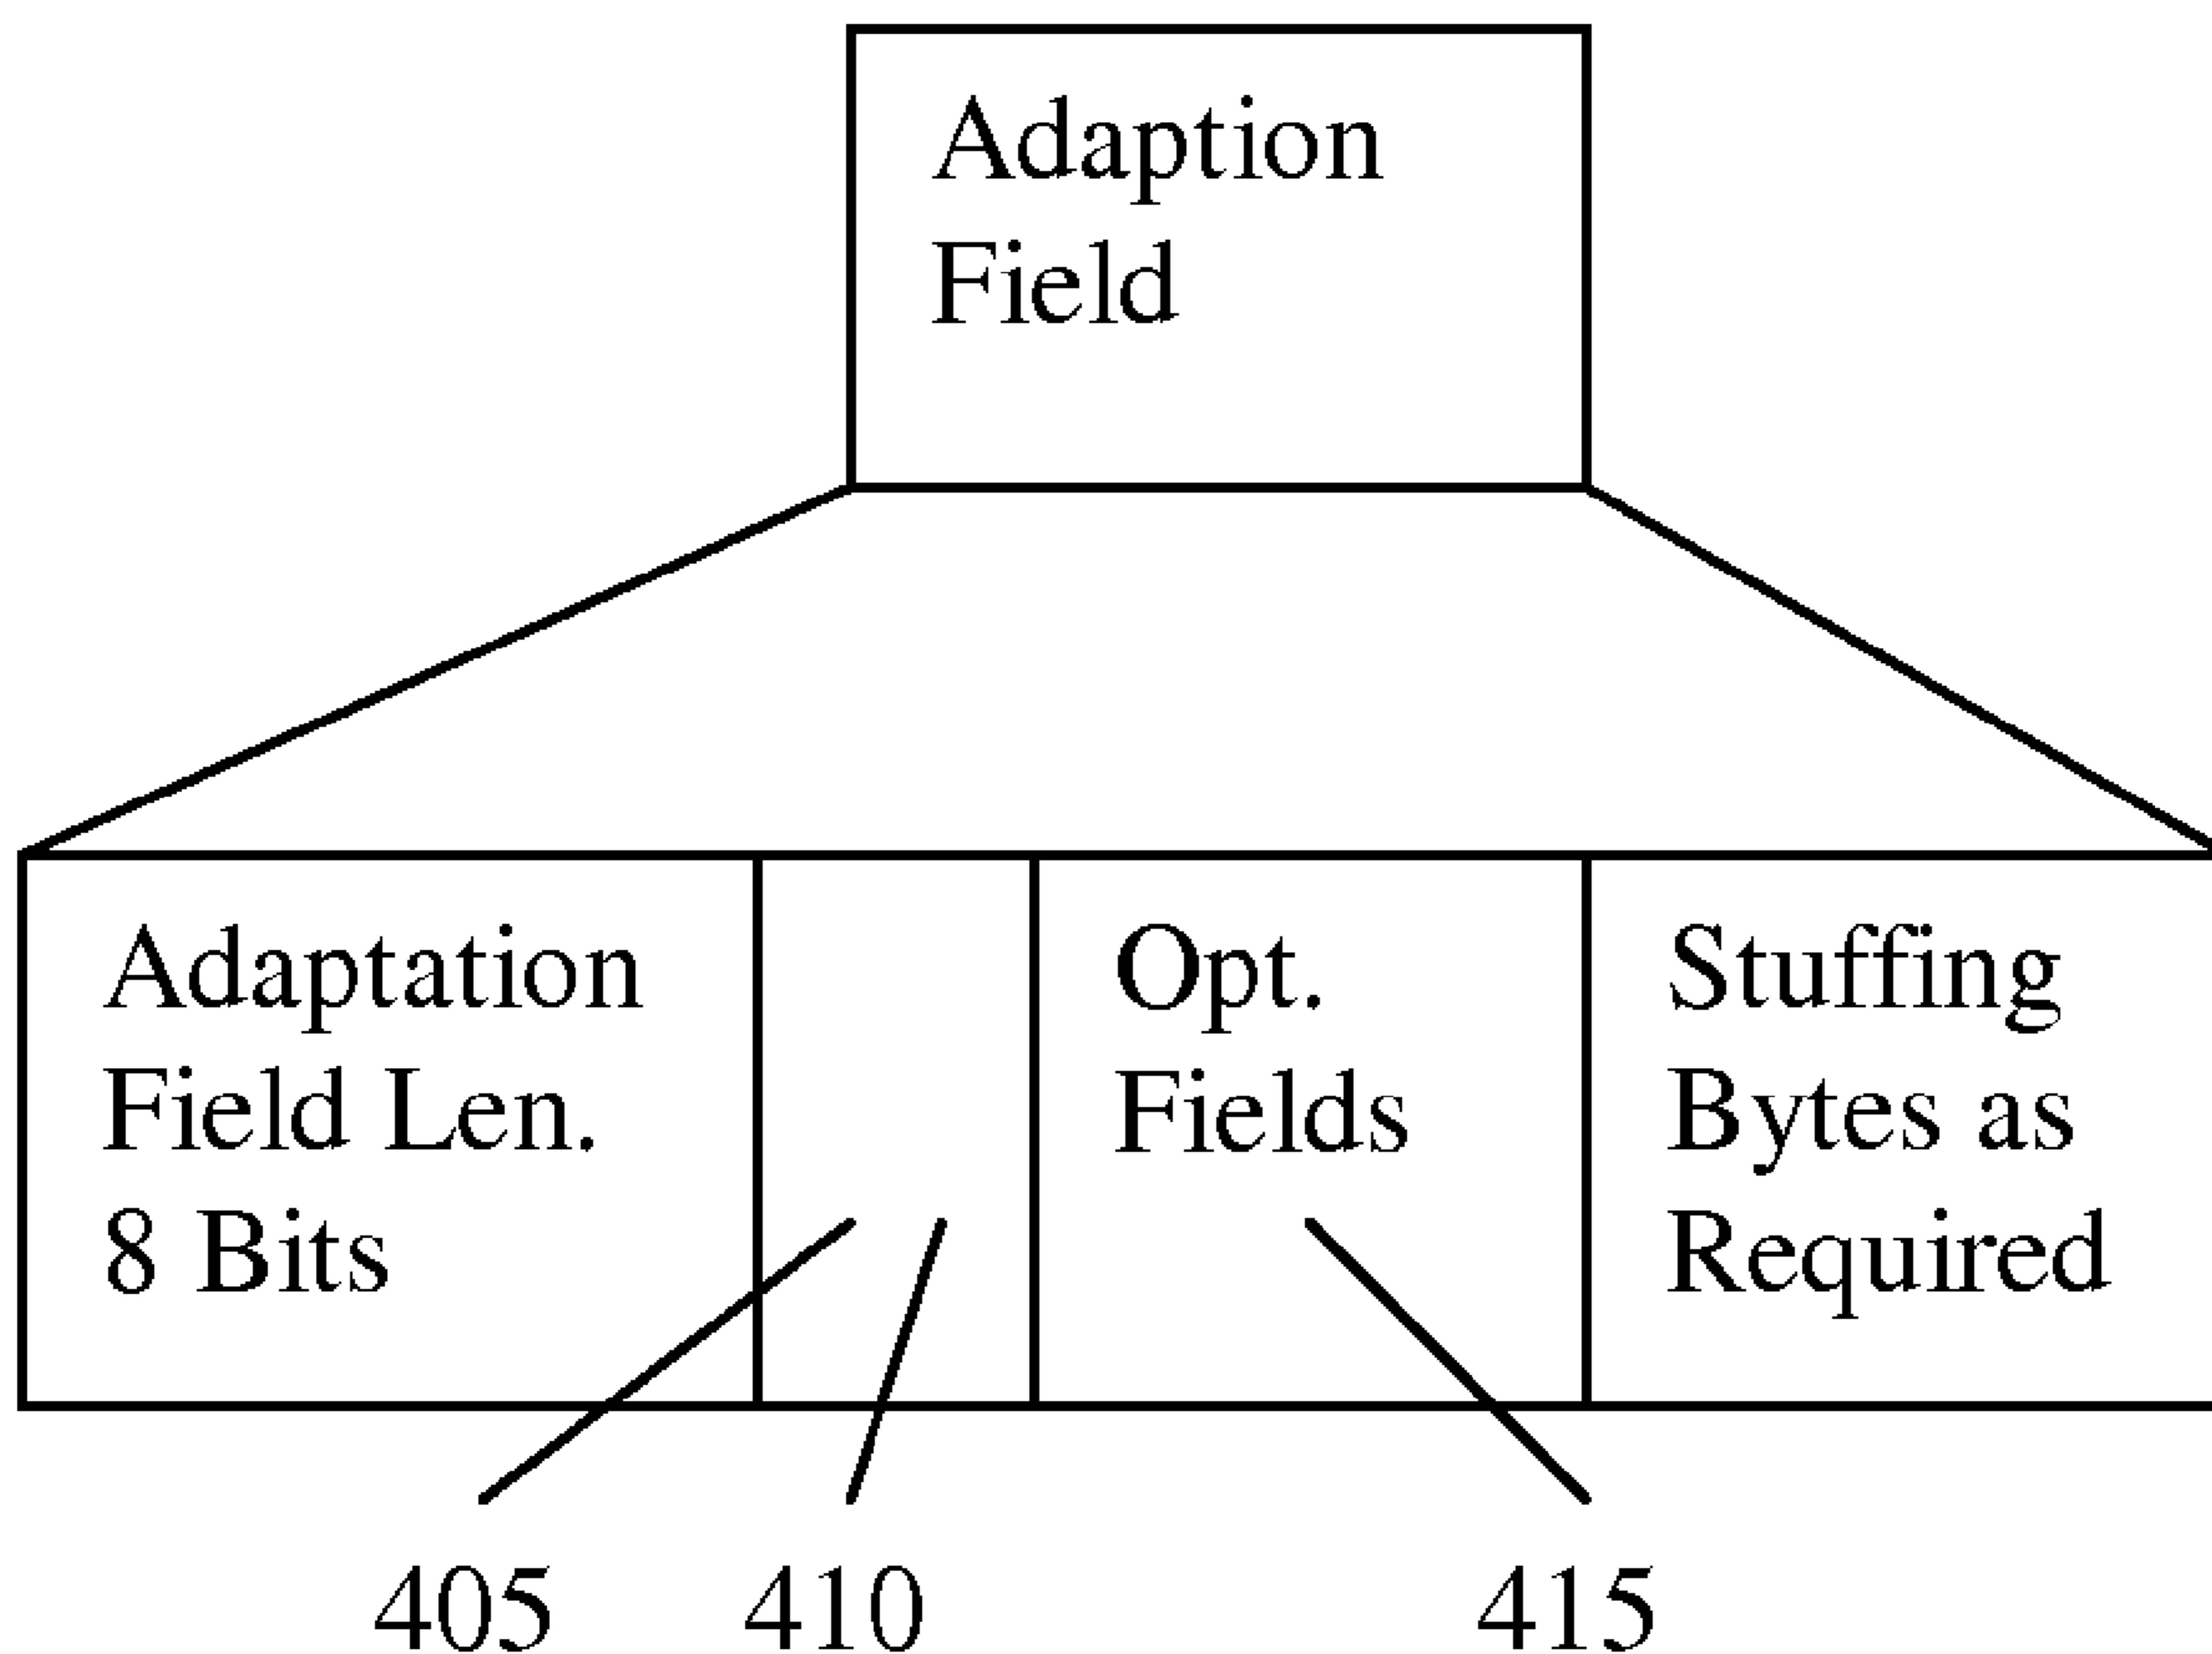 Adaption
Field
Adaptation
Field Len.
8 Bits
Opt.
Fields
Stuffing
Bytes as
Required
405
410
415